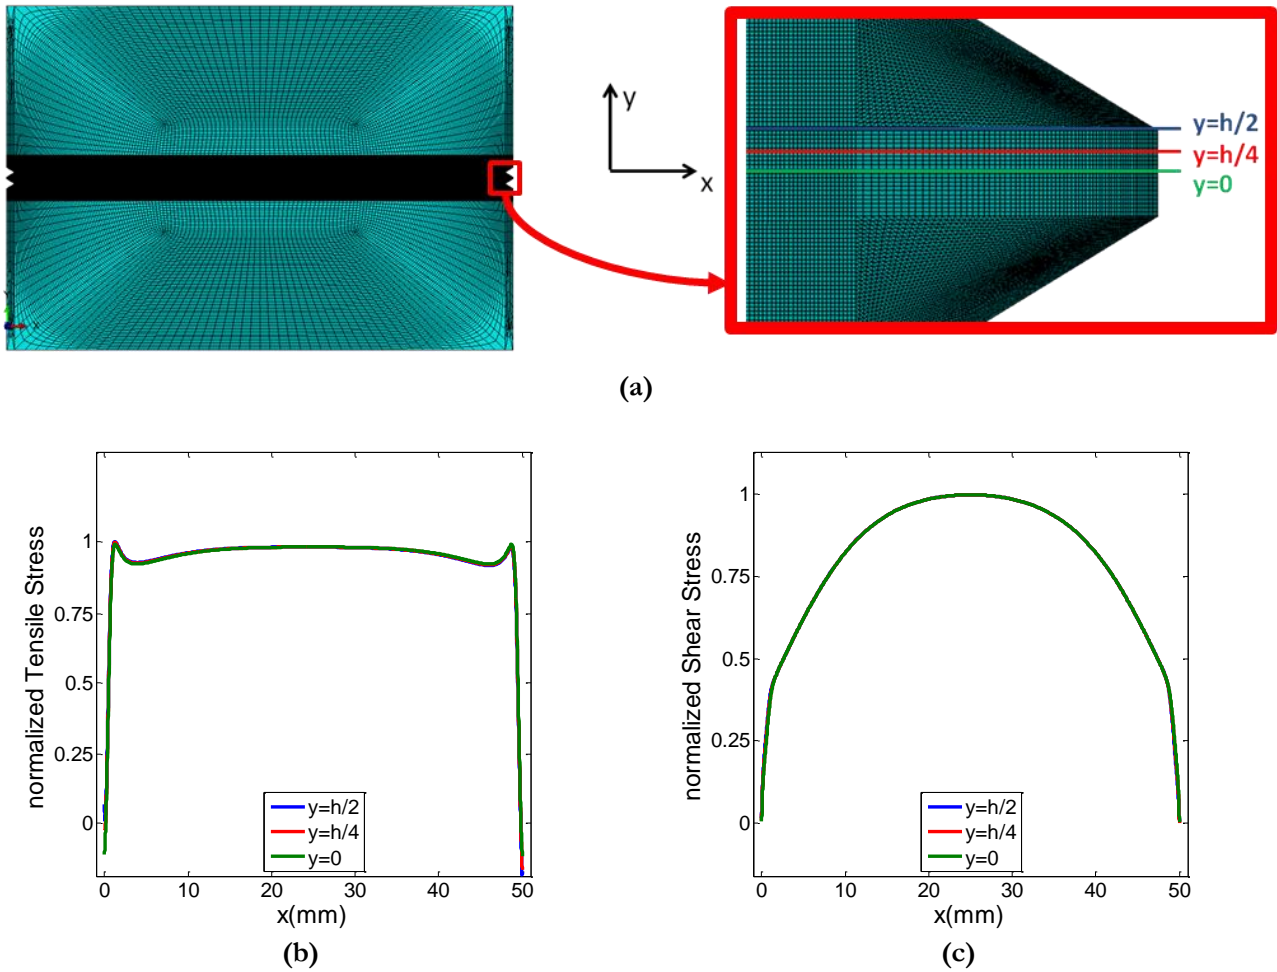 y
x
y=h/2
y=h/4
y=0
Y
X
(a)
normalized Tensile Stress
1
0.75
0.5
0.25
0
y=h/2
y=h/4
y=0
0 10 20 30 40 50
x(mm)
(b)
normalized Shear Stress
1
0.75
0.5
0.25
0
y=h/2
y=h/4
y=0
0 10 20 30 40 50
x(mm)
(c)